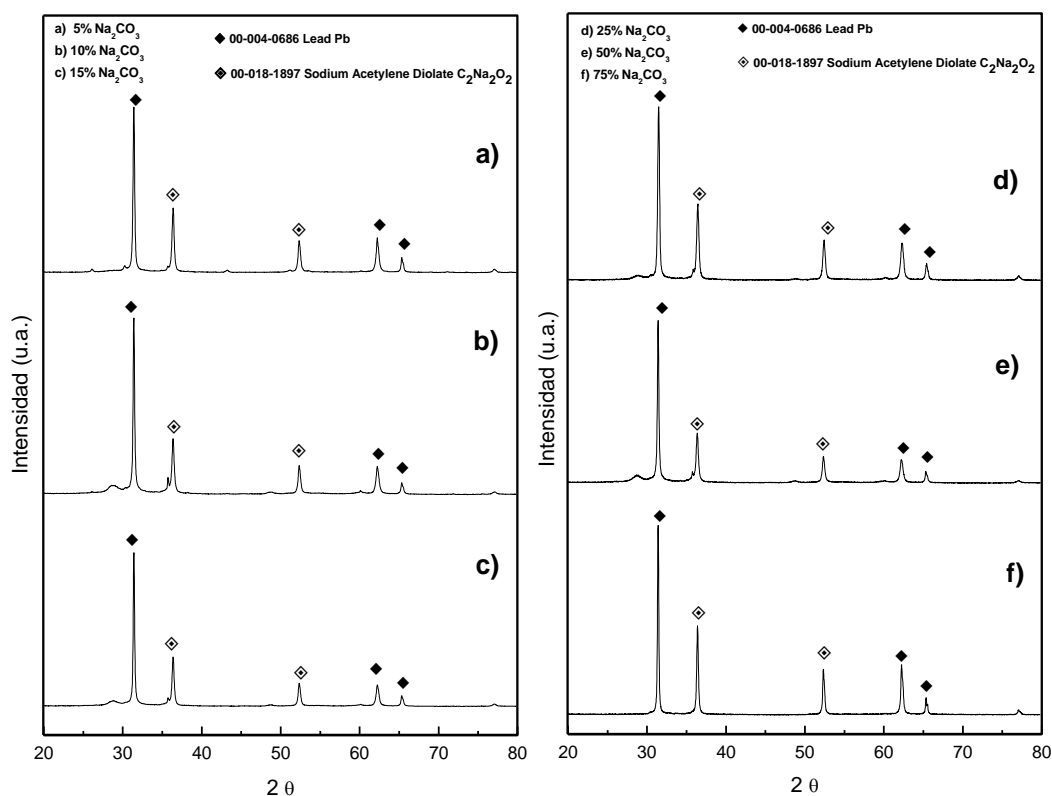 a) 5% Na₂CO₃
b) 10% Na₂CO₃
c) 15% Na₂CO₃
◆ 00-004-0686 Lead Pb
00-018-1897 Sodium Acetylene Diolate C₂Na₂O₂
a)
b)
c)
Intensidad (u.a.)
20 30 40 50 60 70 80
2 θ
d) 25% Na₂CO₃
e) 50% Na₂CO₃
f) 75% Na₂CO₃
◆ 00-004-0686 Lead Pb
00-018-1897 Sodium Acetylene Diolate C₂Na₂O₂
d)
e)
f)
Intensidad (u.a.)
20 30 40 50 60 70 80
2 θ